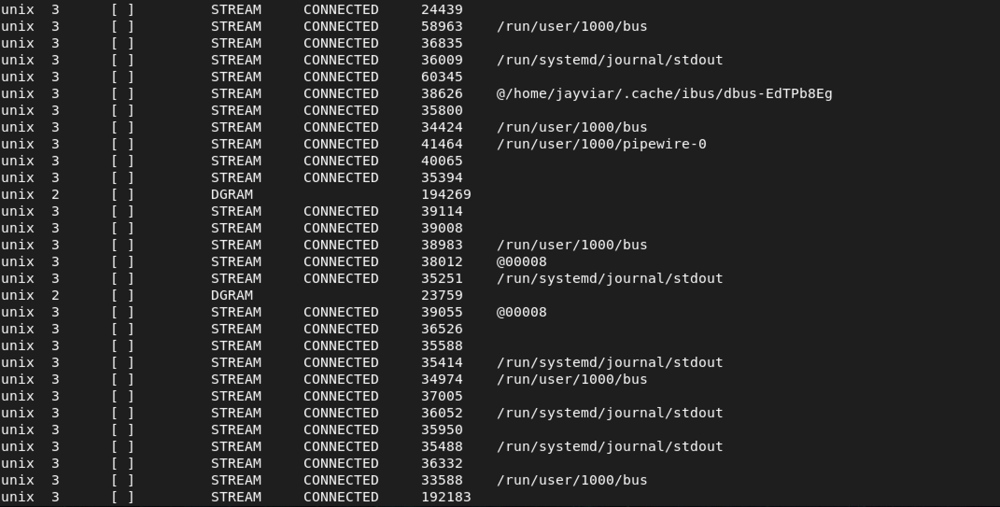 unix  3      [ ]         STREAM     CONNECTED     24439
unix  3      [ ]         STREAM     CONNECTED     58963    /run/user/1000/bus
unix  3      [ ]         STREAM     CONNECTED     36835
unix  3      [ ]         STREAM     CONNECTED     36009    /run/systemd/journal/stdout
unix  3      [ ]         STREAM     CONNECTED     60345
unix  3      [ ]         STREAM     CONNECTED     38626    @/home/jayviar/.cache/ibus/dbus-EdTPb8Eg
unix  3      [ ]         STREAM     CONNECTED     35800
unix  3      [ ]         STREAM     CONNECTED     34424    /run/user/1000/bus
unix  3      [ ]         STREAM     CONNECTED     41464    /run/user/1000/pipewire-0
unix  3      [ ]         STREAM     CONNECTED     40065
unix  3      [ ]         STREAM     CONNECTED     35394
unix  2      [ ]         DGRAM                    194269
unix  3      [ ]         STREAM     CONNECTED     39114
unix  3      [ ]         STREAM     CONNECTED     39008
unix  3      [ ]         STREAM     CONNECTED     38983    /run/user/1000/bus
unix  3      [ ]         STREAM     CONNECTED     38012    @00008
unix  3      [ ]         STREAM     CONNECTED     35251    /run/systemd/journal/stdout
unix  2      [ ]         DGRAM                    23759
unix  3      [ ]         STREAM     CONNECTED     39055    @00008
unix  3      [ ]         STREAM     CONNECTED     36526
unix  3      [ ]         STREAM     CONNECTED     35588
unix  3      [ ]         STREAM     CONNECTED     35414    /run/systemd/journal/stdout
unix  3      [ ]         STREAM     CONNECTED     34974    /run/user/1000/bus
unix  3      [ ]         STREAM     CONNECTED     37005
unix  3      [ ]         STREAM     CONNECTED     36052    /run/systemd/journal/stdout
unix  3      [ ]         STREAM     CONNECTED     35950
unix  3      [ ]         STREAM     CONNECTED     35488    /run/systemd/journal/stdout
unix  3      [ ]         STREAM     CONNECTED     36332
unix  3      [ ]         STREAM     CONNECTED     33588    /run/user/1000/bus
unix  3      [ ]         STREAM     CONNECTED     192183